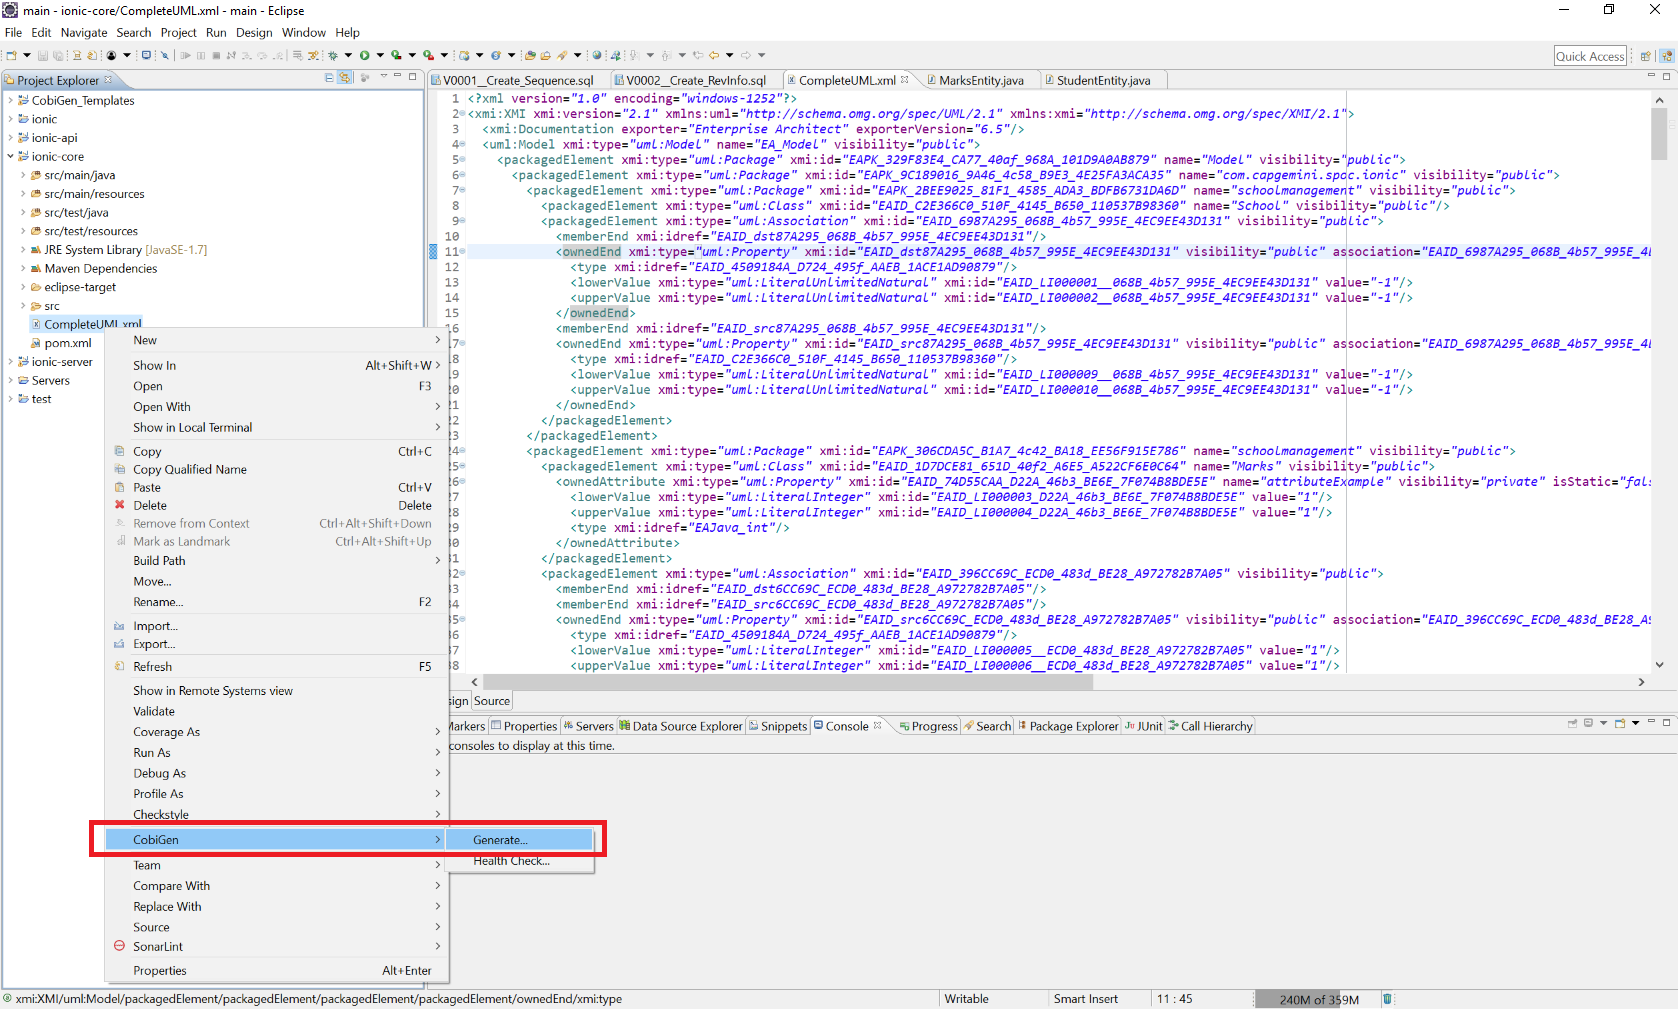 main - ionic-core/CompleteUML.xml - main - Eclipse
File Edit Navigate Search Project Run Design Window Help
Quick Access
Project Explorer
CobiGen_Templates
ionic
ionic-api
ionic-core
src/main/java
src/main/resources
src/test/java
src/test/resources
JRE System Library [JavaSE-1.7]
Maven Dependencies
eclipse-target
src
CompleteUML.xml
pom.xml
ionic-server
Servers
test
New
Show In Alt+Shift+W
Open F3
Open With
Show in Local Terminal
Copy Ctrl+C
Copy Qualified Name
Paste Ctrl+V
Delete Delete
Remove from Context Ctrl+Alt+Shift+Down
Mark as Landmark Ctrl+Alt+Shift+Up
Build Path
Move...
Rename... F2
Import...
Export...
Refresh F5
Show in Remote Systems view
Validate
Coverage As
Run As
Debug As
Profile As
Checkstyle
CobiGen
Generate...
Health Check...
Team
Compare With
Replace With
Source
SonarLint
Properties Alt+Enter
V0001__Create_Sequence.sql V0002__Create_RevInfo.sql CompleteUML.xml MarksEntity.java StudentEntity.java
1 <?xml version="1.0" encoding="windows-1252"?>
2 <xmi:XMI xmi:version="2.1" xmlns:uml="http://schema.omg.org/spec/UML/2.1" xmlns:xmi="http://schema.omg.org/spec/XMI/2.1">
3 <xmi:Documentation exporter="Enterprise Architect" exporterVersion="6.5"/>
4 <uml:Model xmi:type="uml:Model" name="EA_Model" visibility="public">
5 <packagedElement xmi:type="uml:Package" xmi:id="EAPK_329F83E4_CA77_40af_968A_101D9A0AB879" name="Model" visibility="public">
6 <packagedElement xmi:type="uml:Package" xmi:id="EAPK_9C189016_9A46_4c58_B9E3_4E25FA3ACA35" name="com.capgemini.spoc.ionic" visibility="public">
7 <packagedElement xmi:type="uml:Package" xmi:id="EAPK_2BEE9025_81F1_4585_ADA3_BDFB6731DA6D" name="schoolmanagement" visibility="public">
8 <packagedElement xmi:type="uml:Class" xmi:id="EAID_C2E366C0_510F_4145_B650_110537B98360" name="School" visibility="public"/>
9 <packagedElement xmi:type="uml:Association" xmi:id="EAID_6987A295_068B_4b57_995E_4EC9EE43D131" visibility="public">
10 <memberEnd xmi:idref="EAID_dst87A295_068B_4b57_995E_4EC9EE43D131"/>
11 <ownedEnd xmi:type="uml:Property" xmi:id="EAID_dst87A295_068B_4b57_995E_4EC9EE43D131" visibility="public" association="EAID_6987A295_068B_4b57_995E_4E
12 <type xmi:idref="EAID_4509184A_D724_495f_AAEB_1ACE1AD90879"/>
13 <lowerValue xmi:type="uml:LiteralUnlimitedNatural" xmi:id="EAID_LI000001__068B_4b57_995E_4EC9EE43D131" value="-1"/>
14 <upperValue xmi:type="uml:LiteralUnlimitedNatural" xmi:id="EAID_LI000002__068B_4b57_995E_4EC9EE43D131" value="-1"/>
15 </ownedEnd>
16 <memberEnd xmi:idref="EAID_src87A295_068B_4b57_995E_4EC9EE43D131"/>
17 <ownedEnd xmi:type="uml:Property" xmi:id="EAID_src87A295_068B_4b57_995E_4EC9EE43D131" visibility="public" association="EAID_6987A295_068B_4b57_995E_4E
18 <type xmi:idref="EAID_C2E366C0_510F_4145_B650_110537B98360"/>
19 <lowerValue xmi:type="uml:LiteralUnlimitedNatural" xmi:id="EAID_LI000009__068B_4b57_995E_4EC9EE43D131" value="-1"/>
20 <upperValue xmi:type="uml:LiteralUnlimitedNatural" xmi:id="EAID_LI000010__068B_4b57_995E_4EC9EE43D131" value="-1"/>
21 </ownedEnd>
22 </packagedElement>
23 </packagedElement>
24 <packagedElement xmi:type="uml:Package" xmi:id="EAPK_306CDA5C_B1A7_4c42_BA18_EE56F915E786" name="schoolmanagement" visibility="public">
25 <packagedElement xmi:type="uml:Class" xmi:id="EAID_1D7DCE81_651D_40f2_A6E5_A522CF6E0C64" name="Marks" visibility="public">
26 <ownedAttribute xmi:type="uml:Property" xmi:id="EAID_74D55CAA_D22A_46b3_BE6E_7F074B8BDE5E" name="attributeExample" visibility="private" isStatic="fals
27 <lowerValue xmi:type="uml:LiteralInteger" xmi:id="EAID_LI000003_D22A_46b3_BE6E_7F074B8BDE5E" value="1"/>
28 <upperValue xmi:type="uml:LiteralInteger" xmi:id="EAID_LI000004_D22A_46b3_BE6E_7F074B8BDE5E" value="1"/>
29 <type xmi:idref="EAJava_int"/>
30 </ownedAttribute>
31 </packagedElement>
32 <packagedElement xmi:type="uml:Association" xmi:id="EAID_396CC69C_ECD0_483d_BE28_A972782B7A05" visibility="public">
33 <memberEnd xmi:idref="EAID_dst6CC69C_ECD0_483d_BE28_A972782B7A05"/>
34 <memberEnd xmi:idref="EAID_src6CC69C_ECD0_483d_BE28_A972782B7A05"/>
35 <ownedEnd xmi:type="uml:Property" xmi:id="EAID_src6CC69C_ECD0_483d_BE28_A972782B7A05" visibility="public" association="EAID_396CC69C_ECD0_483d_BE28_A9
36 <type xmi:idref="EAID_4509184A_D724_495f_AAEB_1ACE1AD90879"/>
37 <lowerValue xmi:type="uml:LiteralInteger" xmi:id="EAID_LI000005__ECD0_483d_BE28_A972782B7A05" value="1"/>
38 <upperValue xmi:type="uml:LiteralInteger" xmi:id="EAID_LI000006__ECD0_483d_BE28_A972782B7A05" value="1"/>
sign Source
Markers Properties Servers Data Source Explorer Snippets Console Progress Search Package Explorer JUnit Call Hierarchy
consoles to display at this time.
xmi:XMI/uml:Model/packagedElement/packagedElement/packagedElement/packagedElement/ownedEnd/xmi:type Writable Smart Insert 11 : 45 240M of 359M